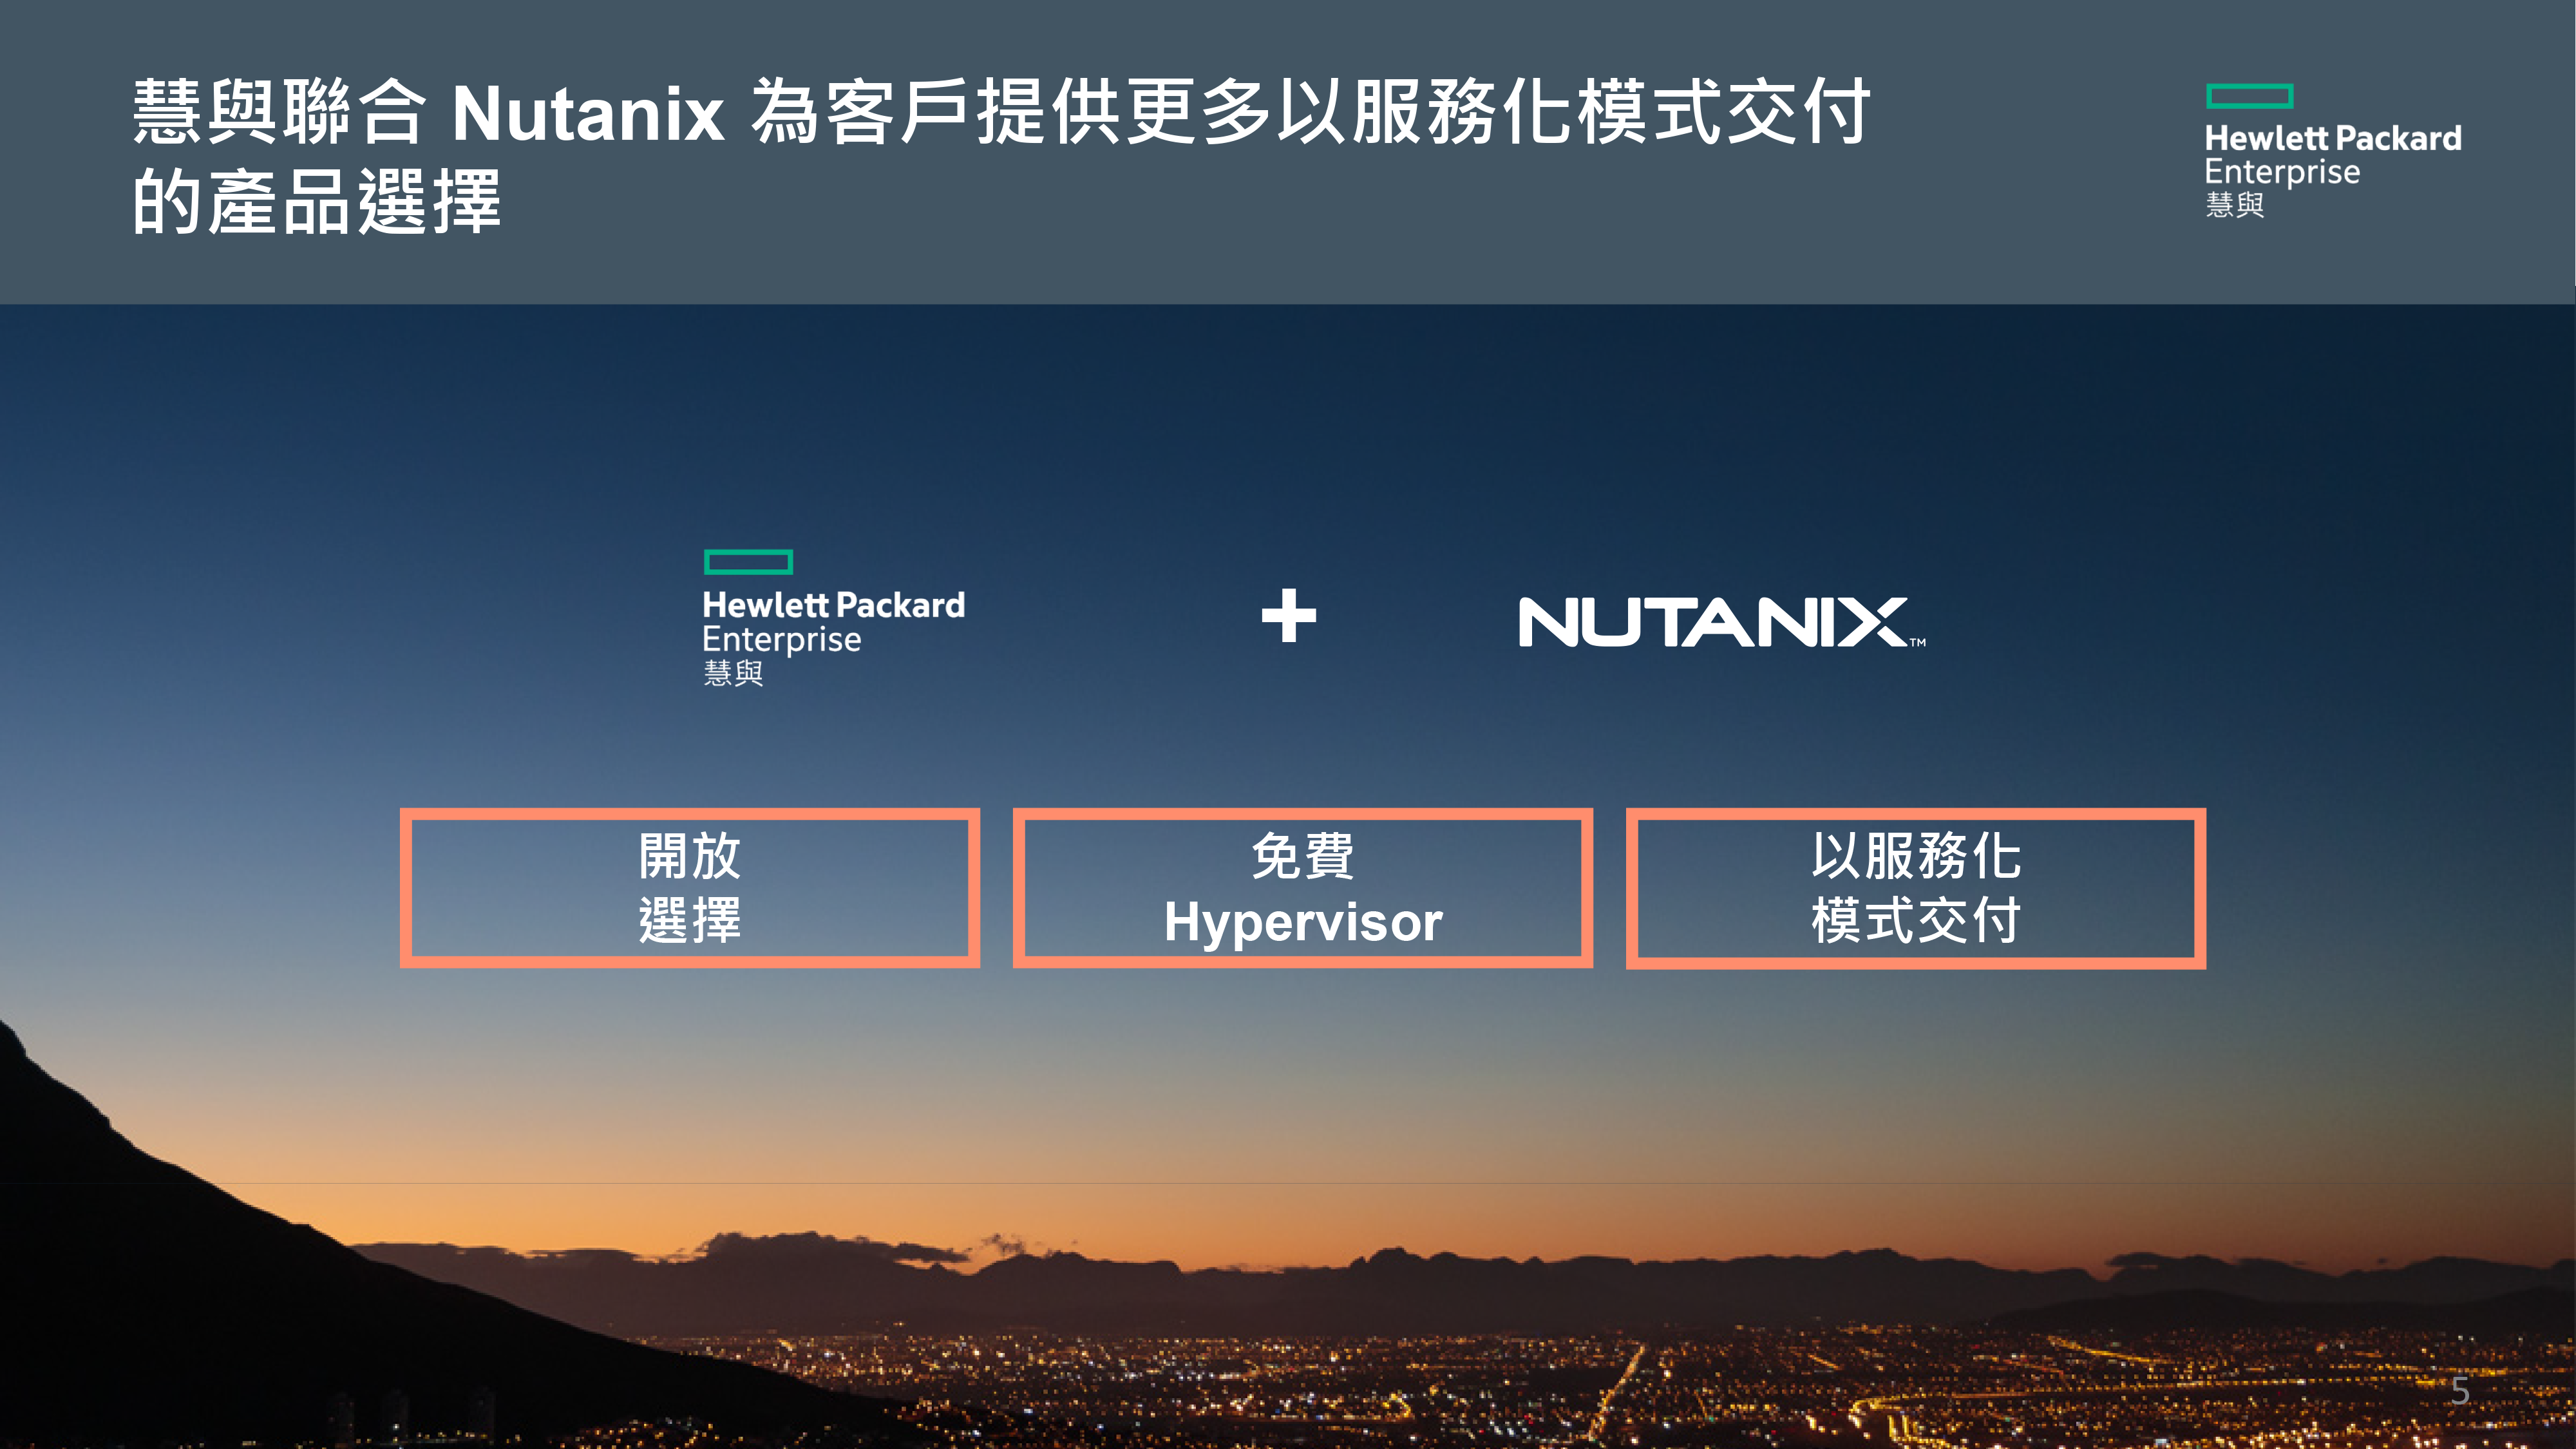 慧與聯合 Nutanix 為客戶提供更多以服務化模式交付
的產品選擇
Hewlett Packard
Enterprise
慧與
Hewlett Packard
Enterprise
慧與
+
NUTANIX™
開放
選擇
免費
Hypervisor
以服務化
模式交付
5